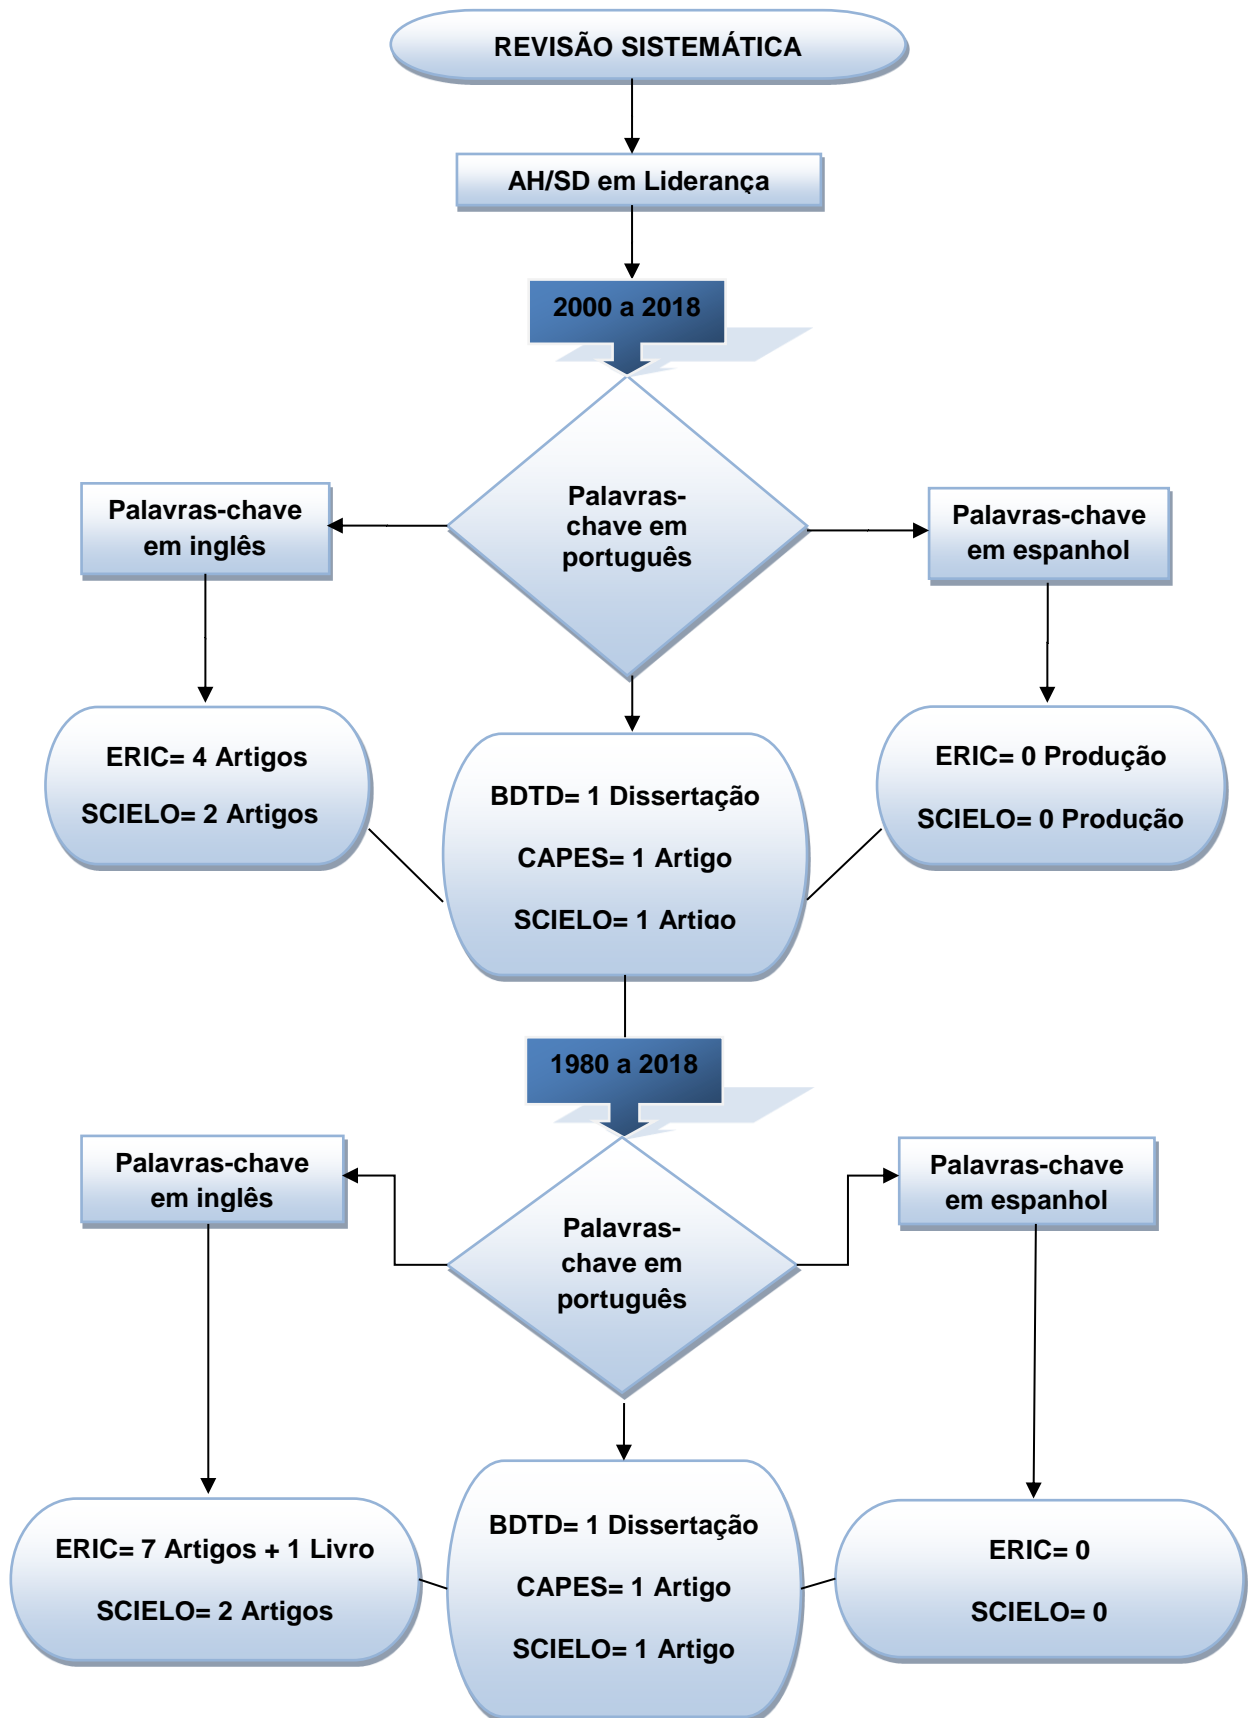 REVISÃO SISTEMÁTICA
AH/SD em Liderança
2000 a 2018
Palavras-chave
em inglês
Palavras-
chave em
português
Palavras-chave
em espanhol
ERIC= 4 Artigos
SCIELO= 2 Artigos
BDTD= 1 Dissertação
CAPES= 1 Artigo
SCIELO= 1 Artigo
ERIC= 0 Produção
SCIELO= 0 Produção
1980 a 2018
Palavras-chave
em inglês
Palavras-
chave em
português
Palavras-chave
em espanhol
ERIC= 7 Artigos + 1 Livro
SCIELO= 2 Artigos
BDTD= 1 Dissertação
CAPES= 1 Artigo
SCIELO= 1 Artigo
ERIC= 0
SCIELO= 0